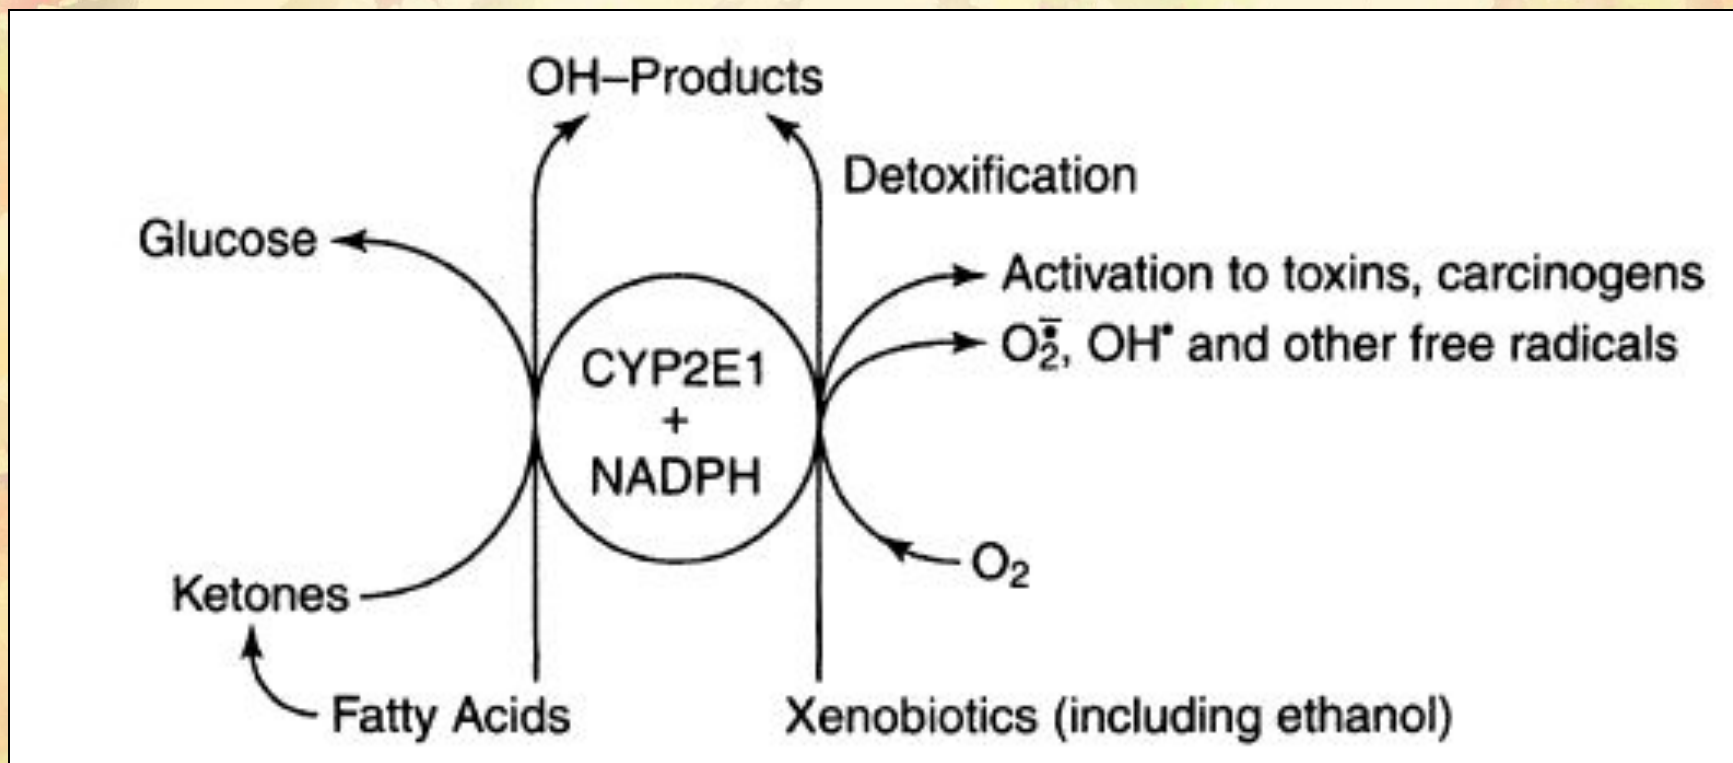 OH–Products
Detoxification
Glucose
Activation to toxins, carcinogens
O₂•̄, OH• and other free radicals
CYP2E1
+
NADPH
O₂
Ketones
Fatty Acids
Xenobiotics (including ethanol)